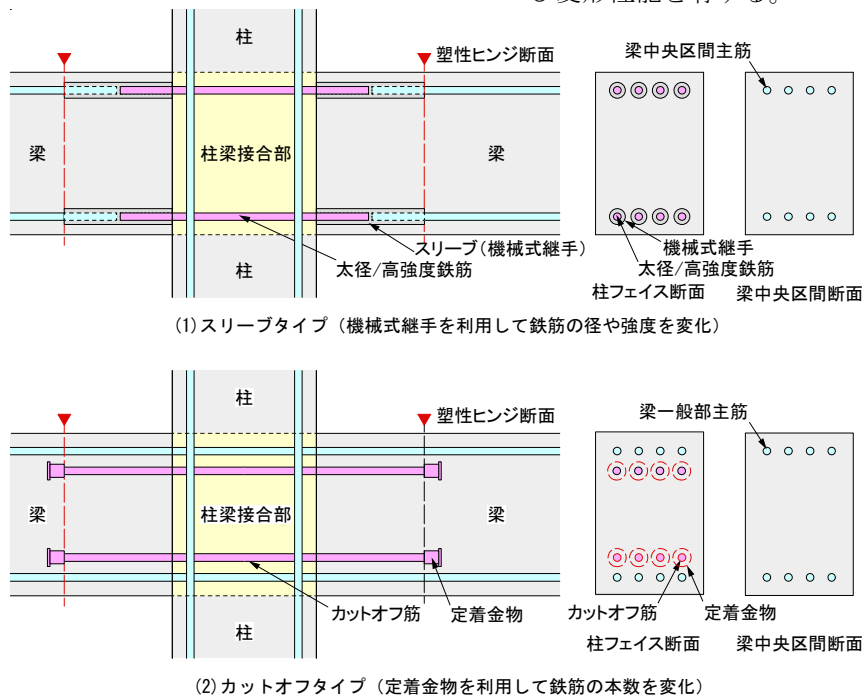 る変形性能を有する。
柱
塑性ヒンジ断面
梁中央区間主筋
梁
柱梁接合部
梁
スリーブ(機械式継手)
太径/高強度鉄筋
柱
機械式継手
太径/高強度鉄筋
柱フェイス断面
梁中央区間断面
(1)スリーブタイプ(機械式継手を利用して鉄筋の径や強度を変化)
柱
塑性ヒンジ断面
梁一般部主筋
梁
柱梁接合部
梁
カットオフ筋
定着金物
柱
カットオフ筋
定着金物
柱フェイス断面
梁中央区間断面
(2)カットオフタイプ(定着金物を利用して鉄筋の本数を変化)